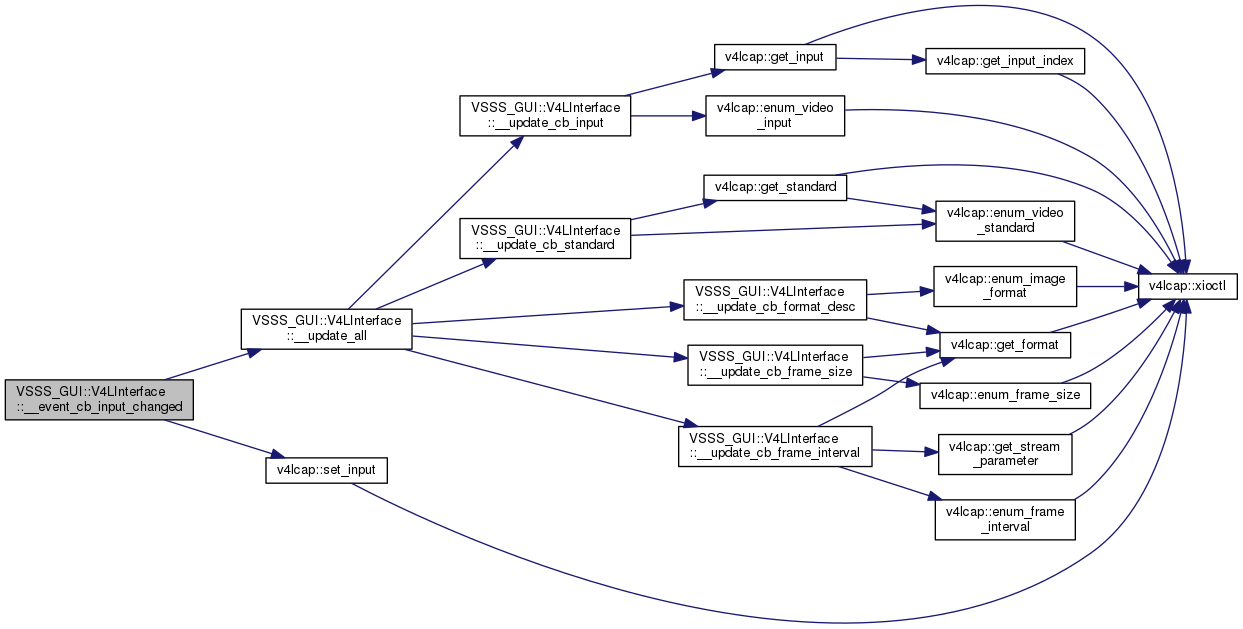 VSSS_GUI::V4LInterface
::__event_cb_input_changed
VSSS_GUI::V4LInterface
::__update_all
v4lcap::set_input
VSSS_GUI::V4LInterface
::__update_cb_input
VSSS_GUI::V4LInterface
::__update_cb_standard
VSSS_GUI::V4LInterface
::__update_cb_format_desc
VSSS_GUI::V4LInterface
::__update_cb_frame_size
VSSS_GUI::V4LInterface
::__update_cb_frame_interval
v4lcap::get_input
v4lcap::enum_video
_input
v4lcap::get_standard
v4lcap::get_input_index
v4lcap::enum_video
_standard
v4lcap::enum_image
_format
v4lcap::get_format
v4lcap::enum_frame_size
v4lcap::get_stream
_parameter
v4lcap::enum_frame
_interval
v4lcap::xioctl